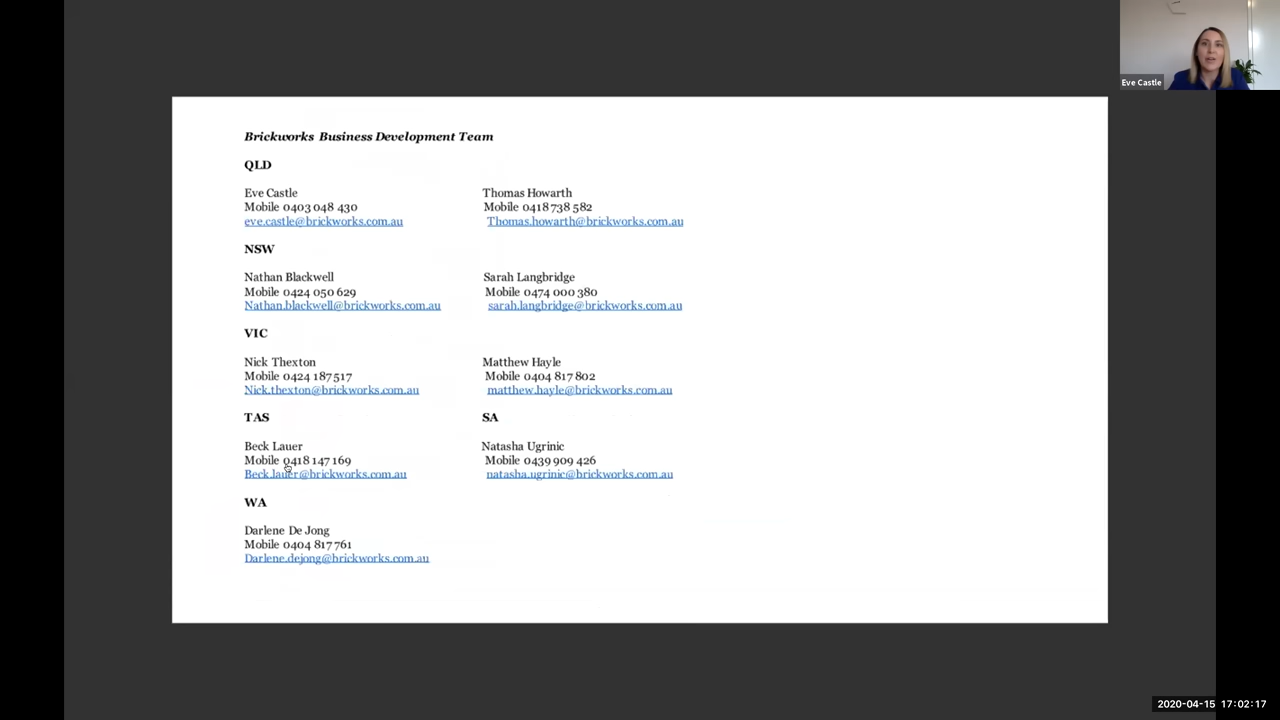 Eve Castle
Brickworks Business Development Team
QLD
Eve Castle
Mobile 0403 048 430
eve.castle@brickworks.com.au
Thomas Howarth
Mobile 0418 738 582
Thomas.howarth@brickworks.com.au
NSW
Nathan Blackwell
Mobile 0424 050 629
Nathan.blackwell@brickworks.com.au
Sarah Langbridge
Mobile 0474 000 380
sarah.langbridge@brickworks.com.au
VIC
Nick Thexton
Mobile 0424 187 517
Nick.thexton@brickworks.com.au
Matthew Hayle
Mobile 0404 817 802
matthew.hayle@brickworks.com.au
TAS
Beck Lauer
Mobile 0418 147 169
Beck.lauer@brickworks.com.au
SA
Natasha Ugrinic
Mobile 0439 909 426
natasha.ugrinic@brickworks.com.au
WA
Darlene De Jong
Mobile 0404 817 761
Darlene.dejong@brickworks.com.au
2020-04-15 17:02:17